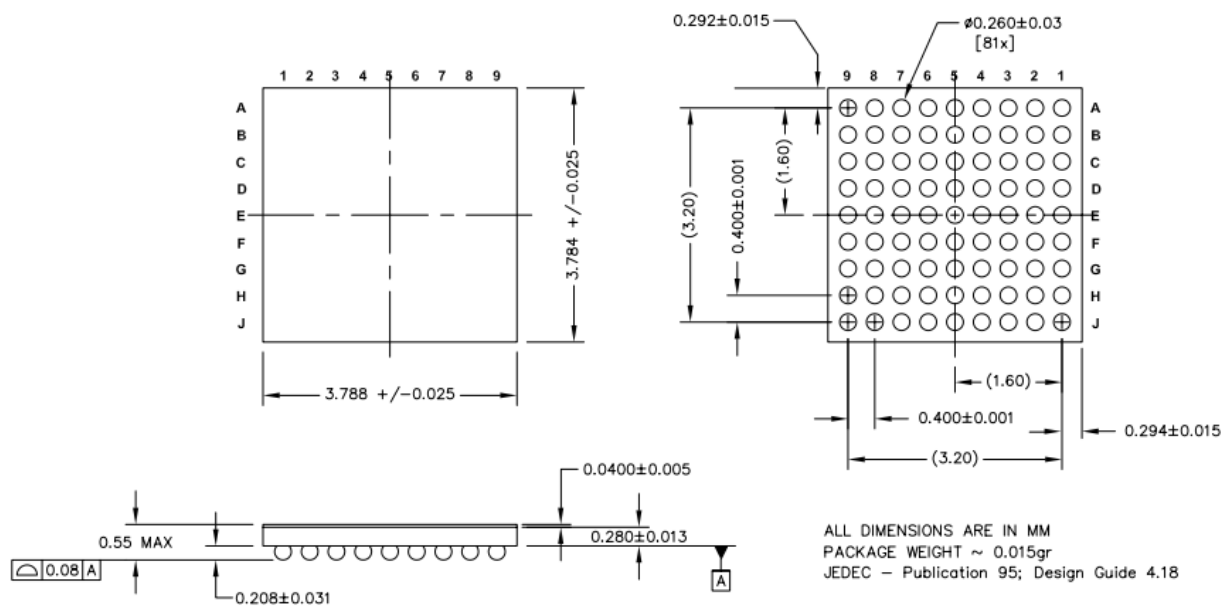 1 2 3 4 5 6 7 8 9
A
B
C
D
E
F
G
H
J
3.784 +/-0.025
3.788 +/-0.025
0.292±0.015
ø0.260±0.03
[81x]
9 8 7 6 5 4 3 2 1
A
B
C
D
E
F
G
H
J
(3.20)
(1.60)
0.400±0.001
(1.60)
0.400±0.001
0.294±0.015
(3.20)
0.0400±0.005
0.55 MAX
0.280±0.013
0.08 A
0.208±0.031
A
ALL DIMENSIONS ARE IN MM
PACKAGE WEIGHT ~ 0.015gr
JEDEC – Publication 95; Design Guide 4.18